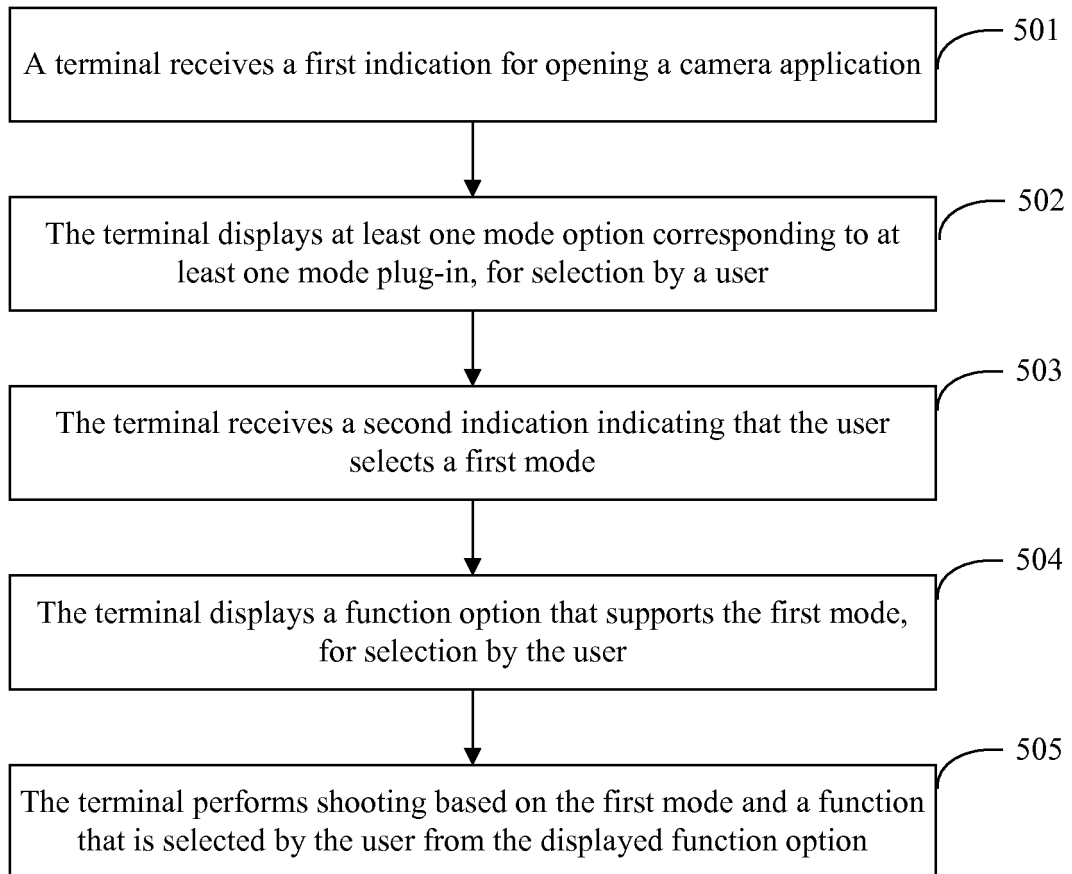 501
A terminal receives a first indication for opening a camera application
502
The terminal displays at least one mode option corresponding to at
least one mode plug-in, for selection by a user
503
The terminal receives a second indication indicating that the user
selects a first mode
504
The terminal displays a function option that supports the first mode,
for selection by the user
505
The terminal performs shooting based on the first mode and a function
that is selected by the user from the displayed function option